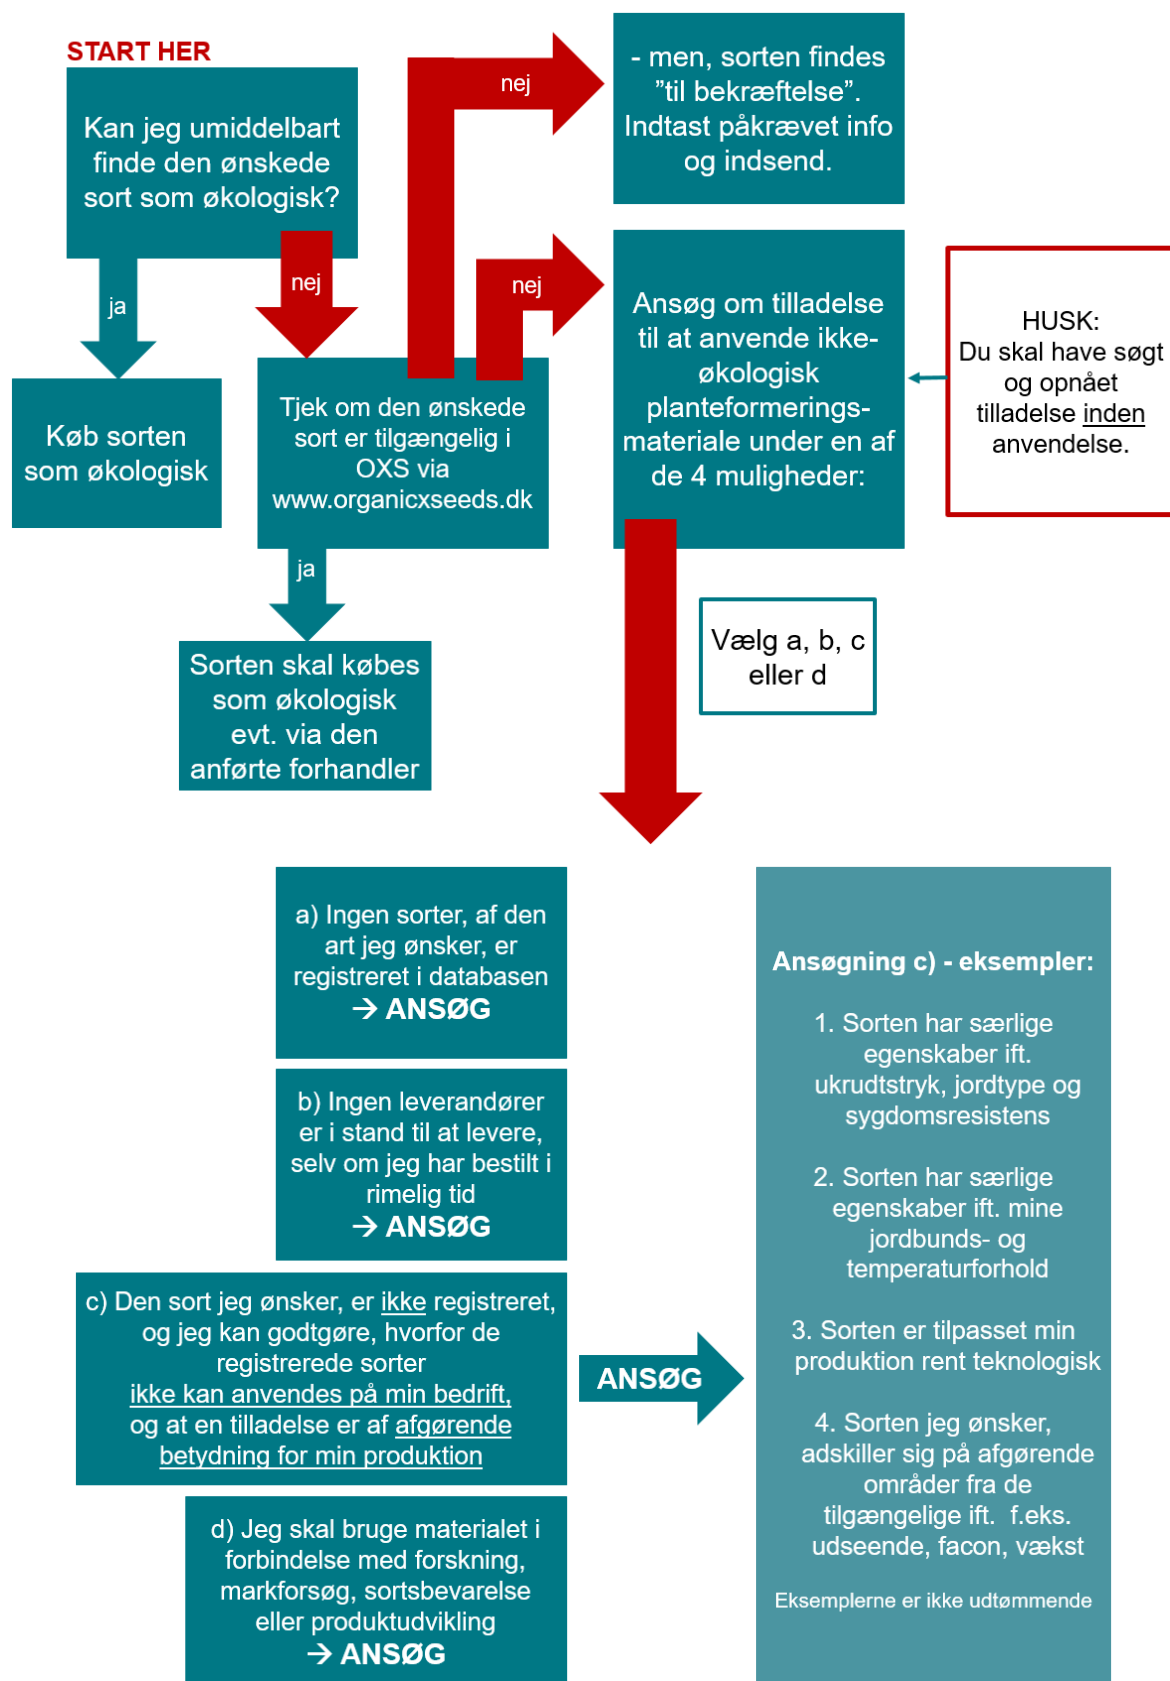 START HER
Kan jeg umiddelbart
finde den ønskede
sort som økologisk?
ja
nej
Køb sorten
som økologisk
Tjek om den ønskede
sort er tilgængelig i
OXS via
www.organicxseeds.dk
ja
Sorten skal købes
som økologisk
evt. via den
anførte forhandler
nej
- men, sorten findes
”til bekræftelse”.
Indtast påkrævet info
og indsend.
nej
Ansøg om tilladelse
til at anvende ikke-
økologisk
planteformerings-
materiale under en af
de 4 muligheder:
HUSK:
Du skal have søgt
og opnået
tilladelse inden
anvendelse.
Vælg a, b, c
eller d
a) Ingen sorter, af den
art jeg ønsker, er
registreret i databasen
→ ANSØG
b) Ingen leverandører
er i stand til at levere,
selv om jeg har bestilt i
rimelig tid
→ ANSØG
c) Den sort jeg ønsker, er ikke registreret,
og jeg kan godtgøre, hvorfor de
registrerede sorter
ikke kan anvendes på min bedrift,
og at en tilladelse er af afgørende
betydning for min produktion
ANSØG
d) Jeg skal bruge materialet i
forbindelse med forskning,
markforsøg, sortsbevarelse
eller produktudvikling
→ ANSØG
Ansøgning c) - eksempler:
1. Sorten har særlige
egenskaber ift.
ukrudtstryk, jordtype og
sygdomsresistens
2. Sorten har særlige
egenskaber ift. mine
jordbunds- og
temperaturforhold
3. Sorten er tilpasset min
produktion rent teknologisk
4. Sorten jeg ønsker,
adskiller sig på afgørende
områder fra de
tilgængelige ift. f.eks.
udseende, facon, vækst
Eksemplerne er ikke udtømmende